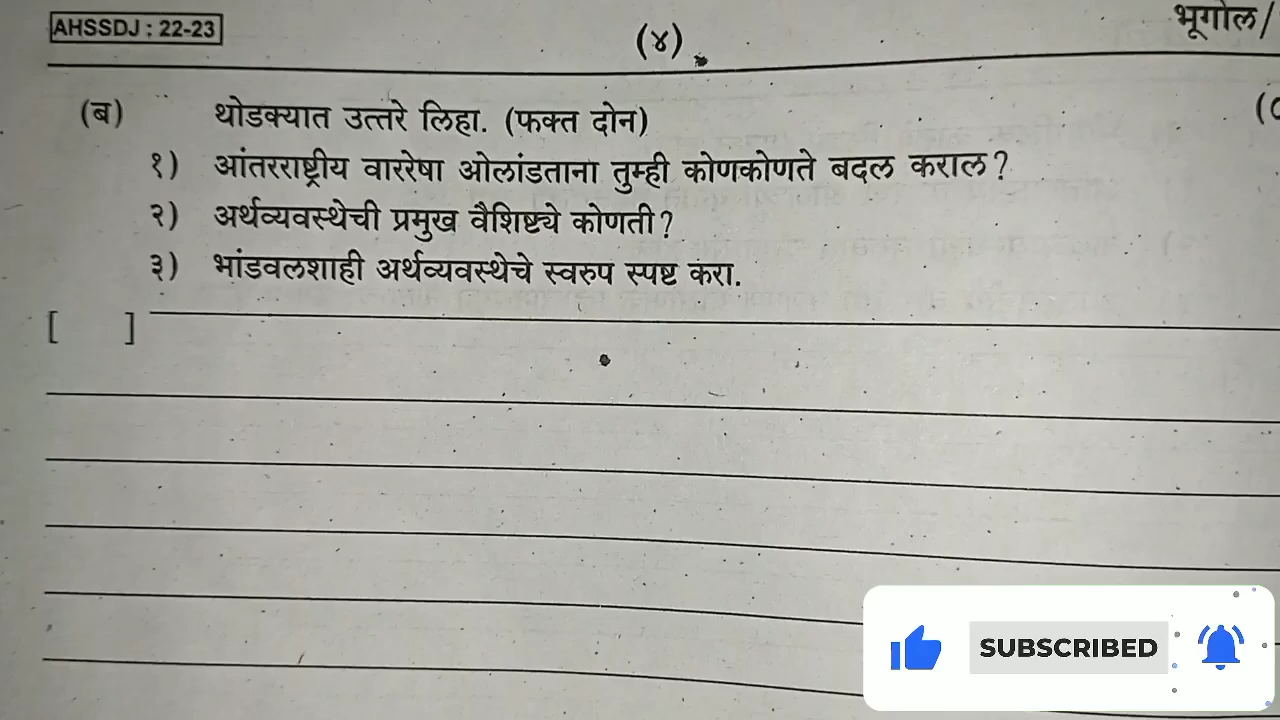 AHSSDJ : 22-23
(४)
भूगोल/
(ब) थोडक्यात उत्तरे लिहा. (फक्त दोन)
१) आंतरराष्ट्रीय वाररेषा ओलांडताना तुम्ही कोणकोणते बदल कराल?
२) अर्थव्यवस्थेची प्रमुख वैशिष्ट्ये कोणती?
३) भांडवलशाही अर्थव्यवस्थेचे स्वरुप स्पष्ट करा.
[ ]
SUBSCRIBED